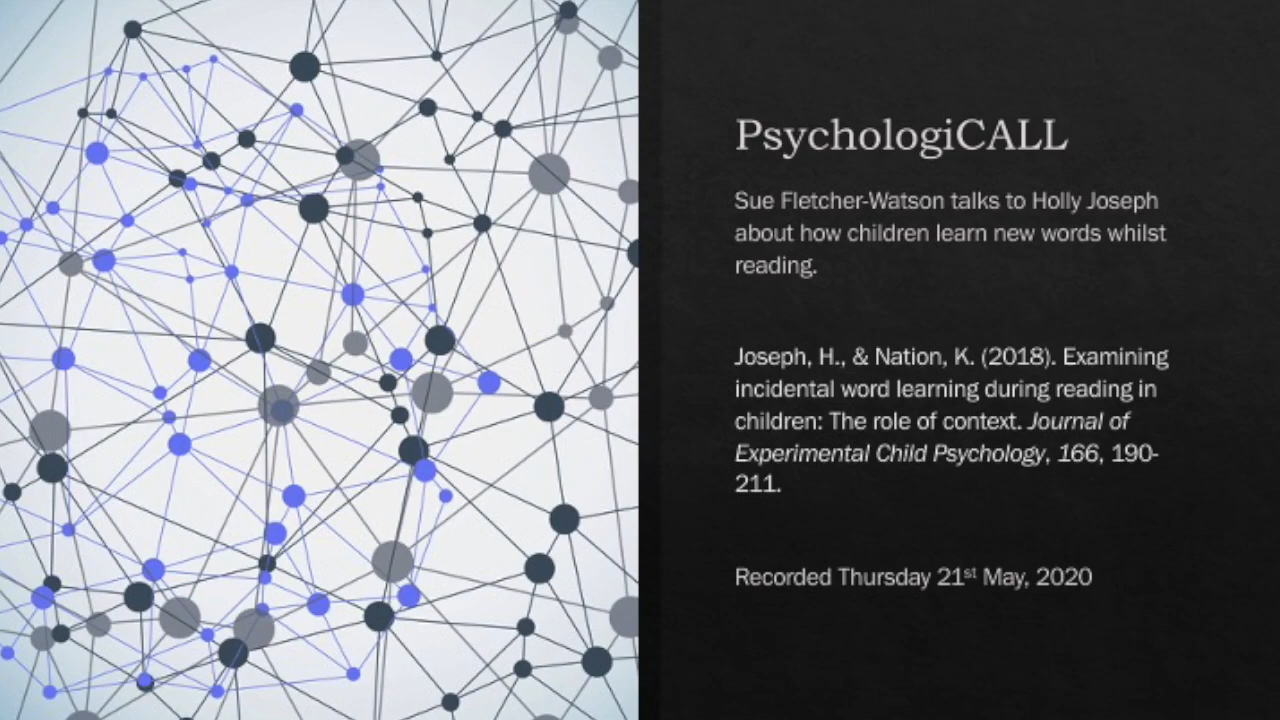 PsychologiCALL
Sue Fletcher-Watson talks to Holly Joseph
about how children learn new words whilst
reading.
Joseph, H., & Nation, K. (2018). Examining
incidental word learning during reading in
children: The role of context. Journal of
Experimental Child Psychology, 166, 190-
211.
Recorded Thursday 21st May, 2020